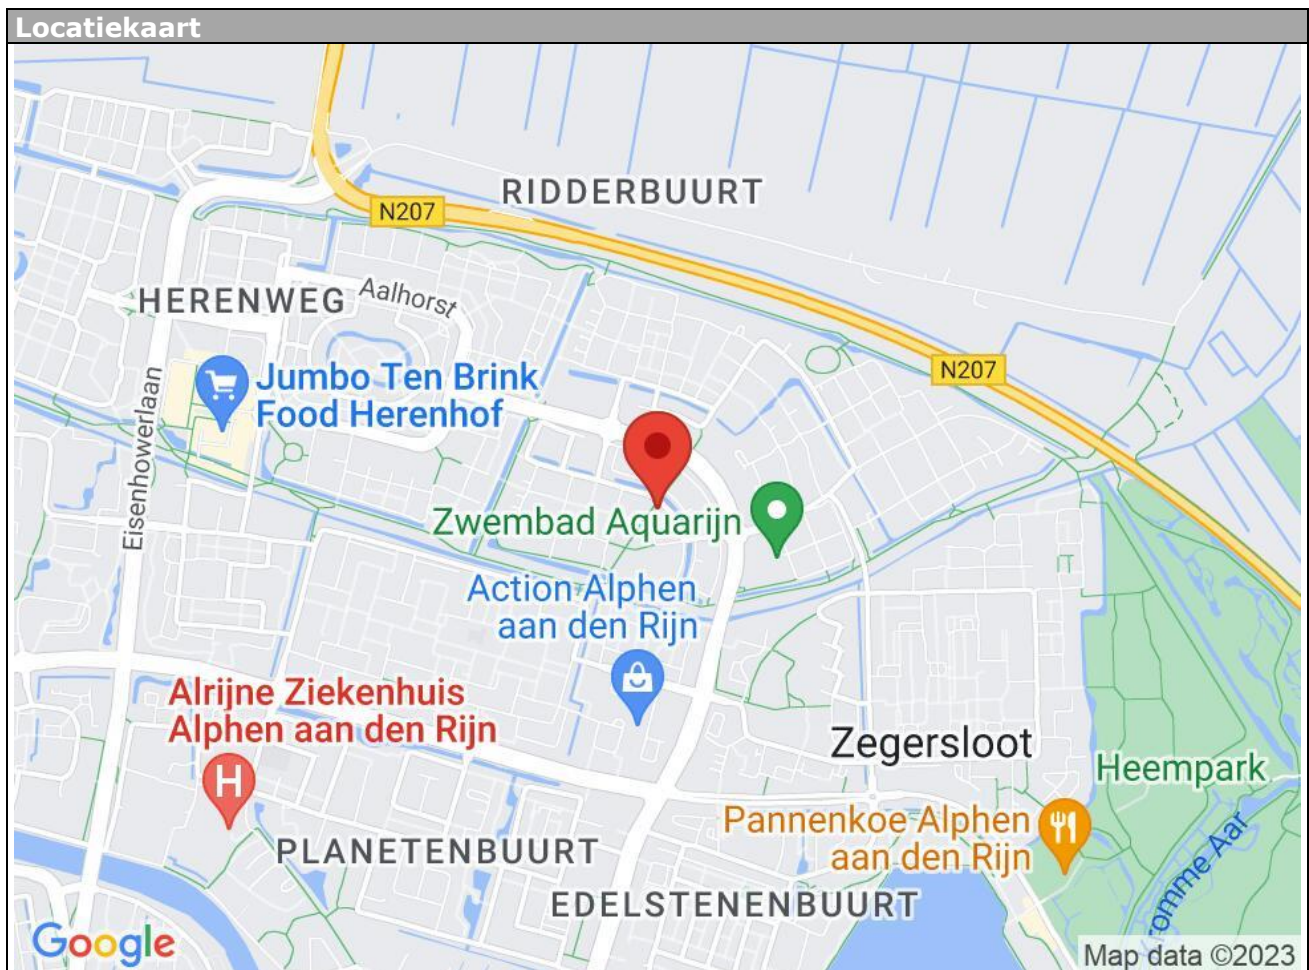 Locatiekaart
RIDDERBUURT
N207
Aalhorst
HERENWEG
Jumbo Ten Brink
Food Herenhof
N207
Eisenhowerlaan
Zwembad Aquarijn
Action Alphen
aan den Rijn
Alrijne Ziekenhuis
Alphen aan den Rijn
H
Zegersloot
Heempark
Pannenkoe Alphen
aan den Rijn
PLANETENBUURT
EDELSTENENBUURT
romme Aar
Google
Map data ©2023